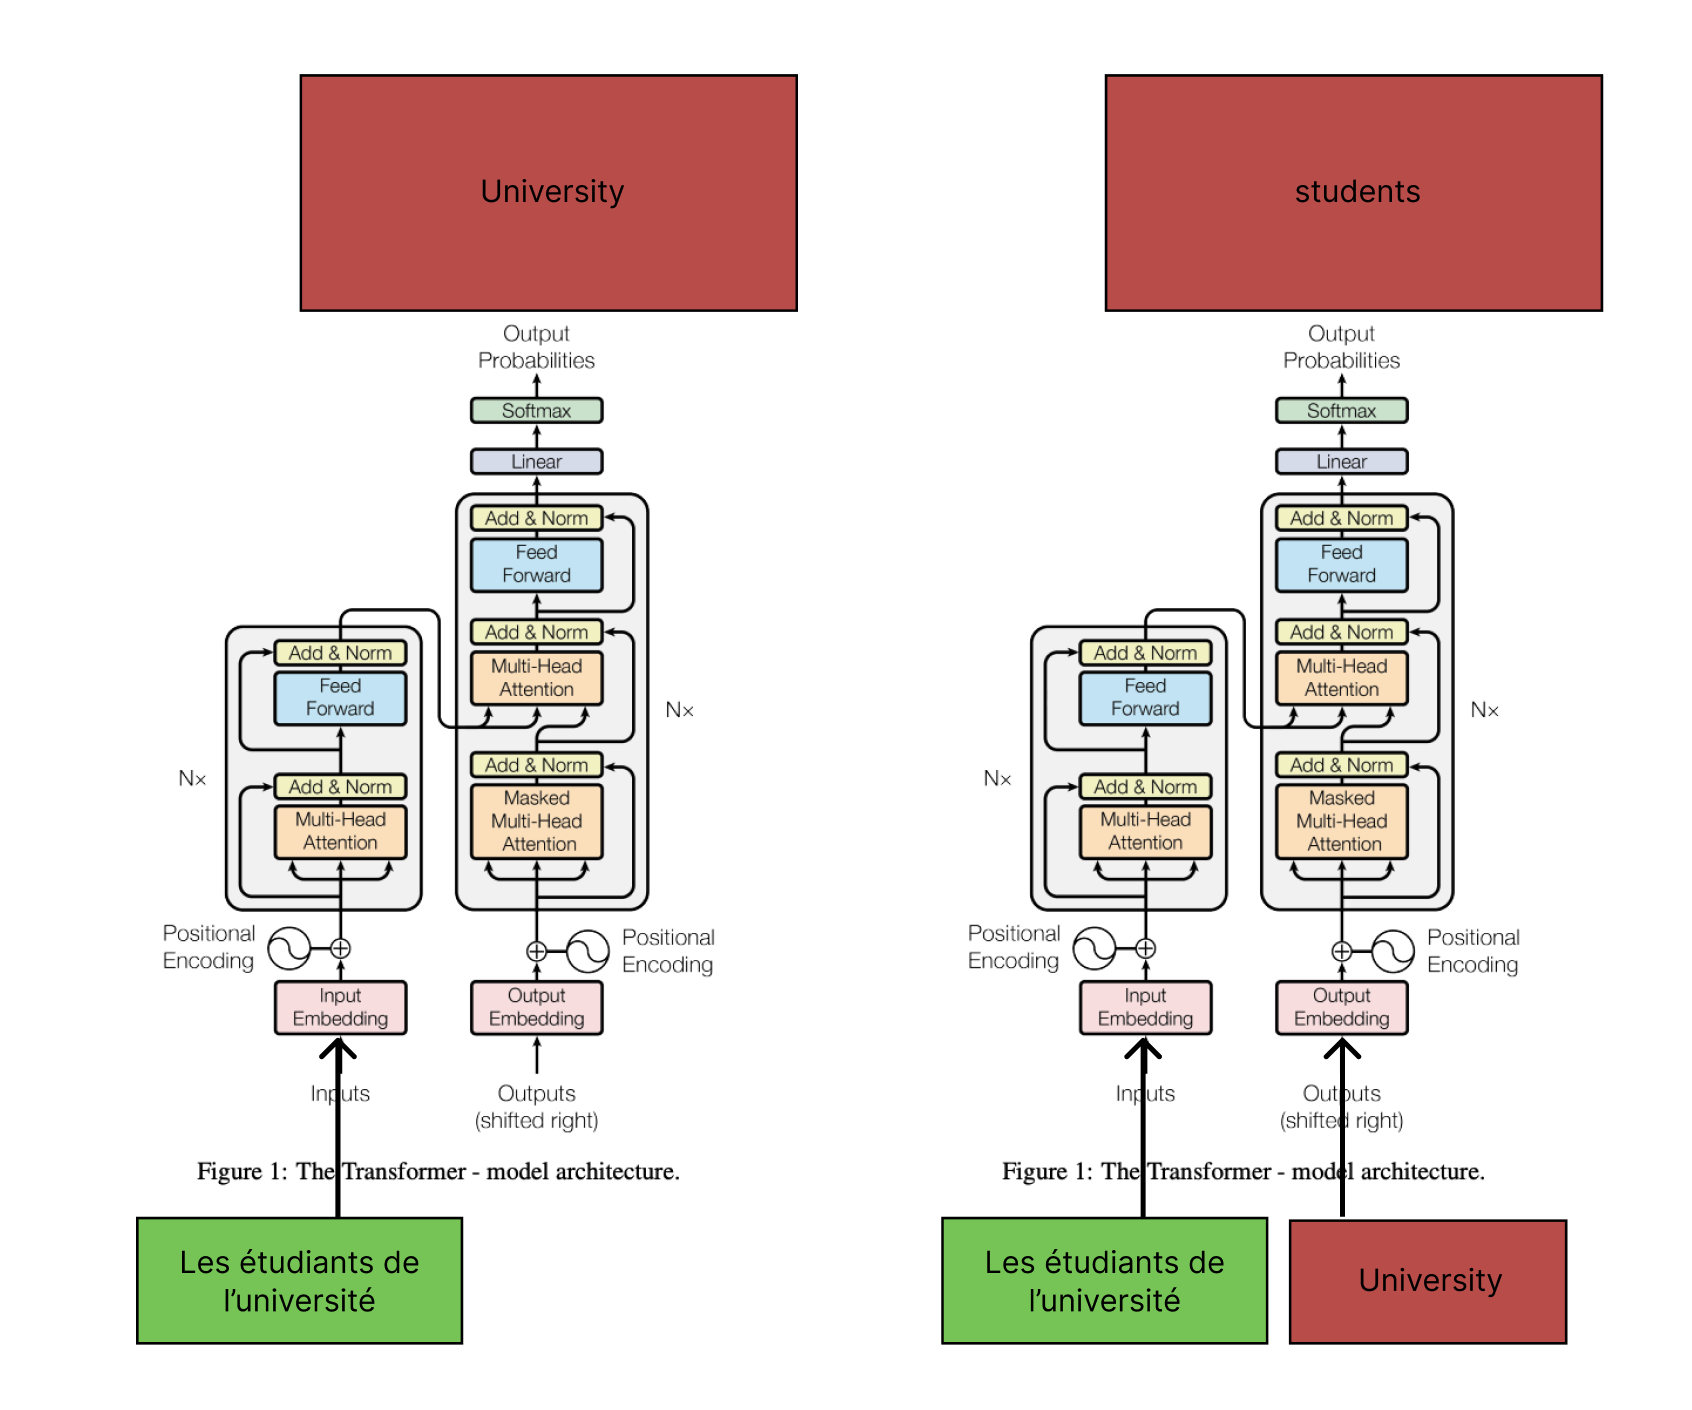 University
Output
Probabilities
Softmax
Linear
Add & Norm
Feed
Forward
Add & Norm
Multi-Head
Attention
Add & Norm
Masked
Multi-Head
Attention
Nx
Add & Norm
Feed
Forward
Add & Norm
Multi-Head
Attention
Nx
Positional
Encoding
Positional
Encoding
Input
Embedding
Output
Embedding
Inputs
Outputs
(shifted right)
Figure 1: The Transformer - model architecture.
Les étudiants de
l’université
students
Output
Probabilities
Softmax
Linear
Add & Norm
Feed
Forward
Add & Norm
Multi-Head
Attention
Add & Norm
Masked
Multi-Head
Attention
Nx
Add & Norm
Feed
Forward
Add & Norm
Multi-Head
Attention
Nx
Positional
Encoding
Positional
Encoding
Input
Embedding
Output
Embedding
Inputs
Outputs
(shifted right)
Figure 1: The Transformer - model architecture.
Les étudiants de
l’université
University